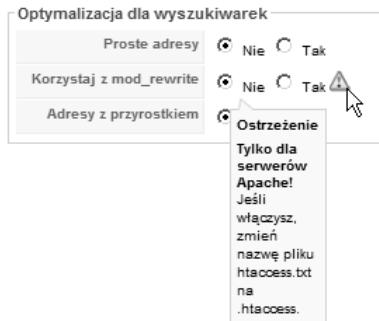 Optymalizacja dla wyszukiwarek
Proste adresy Nie Tak
Korzystaj z mod_rewrite Nie Tak
Adresy z przyrostkiem
Ostrzeżenie
Tylko dla
serwerów
Apache!
Jeśli
włączysz,
zmień
nazwę pliku
htaccess.txt
na
.htaccess.